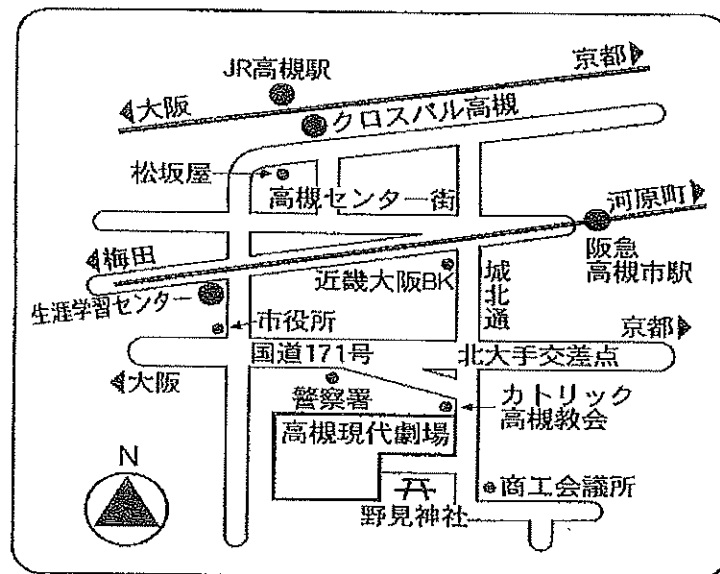 京都
JR高槻駅
大阪
クロスパル高槻
松坂屋
高槻センター街
河原町
梅田
阪急
高槻市駅
近畿大阪BK
城北通
生涯学習センター
市役所
京都
国道171号
北大手交差点
大阪
警察署
カトリック
高槻教会
高槻現代劇場
N
商工会議所
野見神社